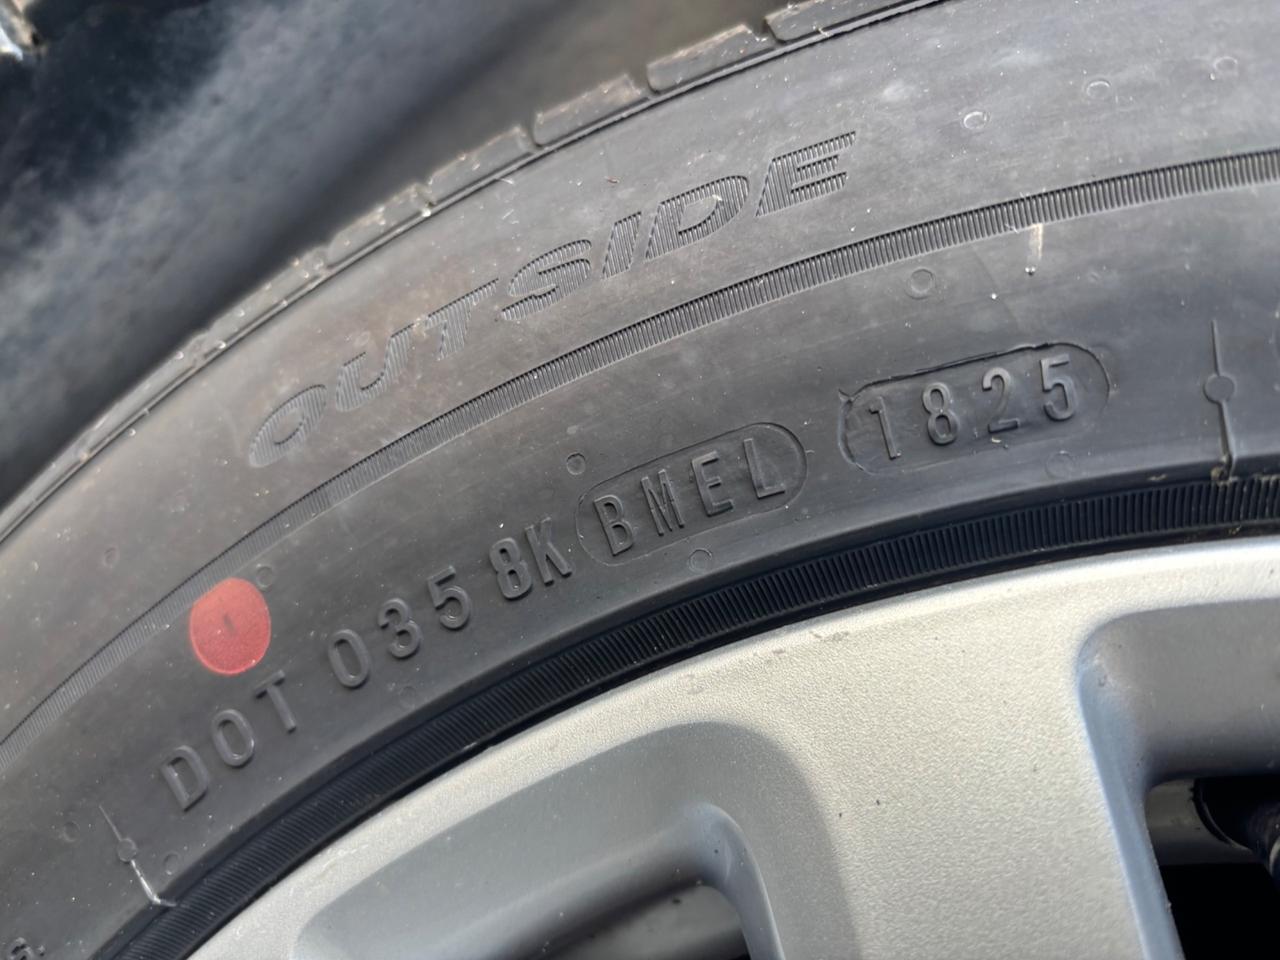 OUTSIDE
DOT 035 8K BMEL 1825